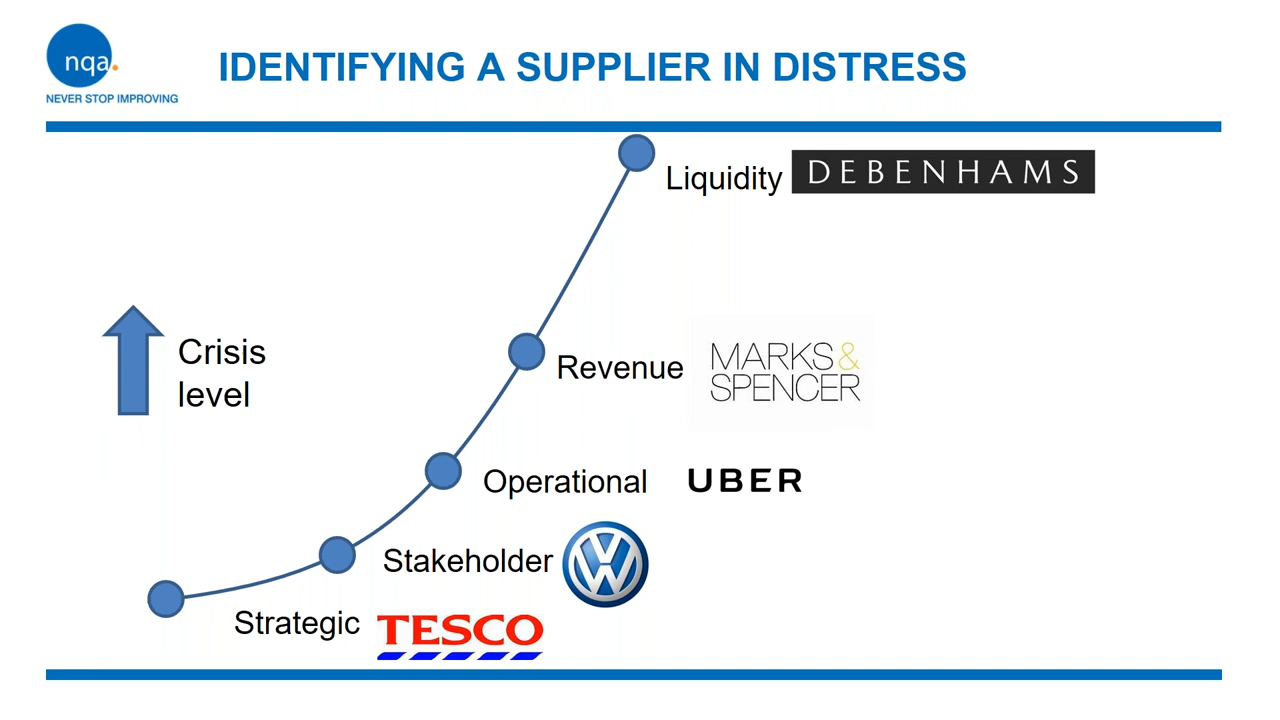 nqa.
NEVER STOP IMPROVING
IDENTIFYING A SUPPLIER IN DISTRESS
Liquidity DEBENHAMS
Crisis
level
Revenue
MARKS&
SPENCER
Operational UBER
Stakeholder VW
Strategic TESCO